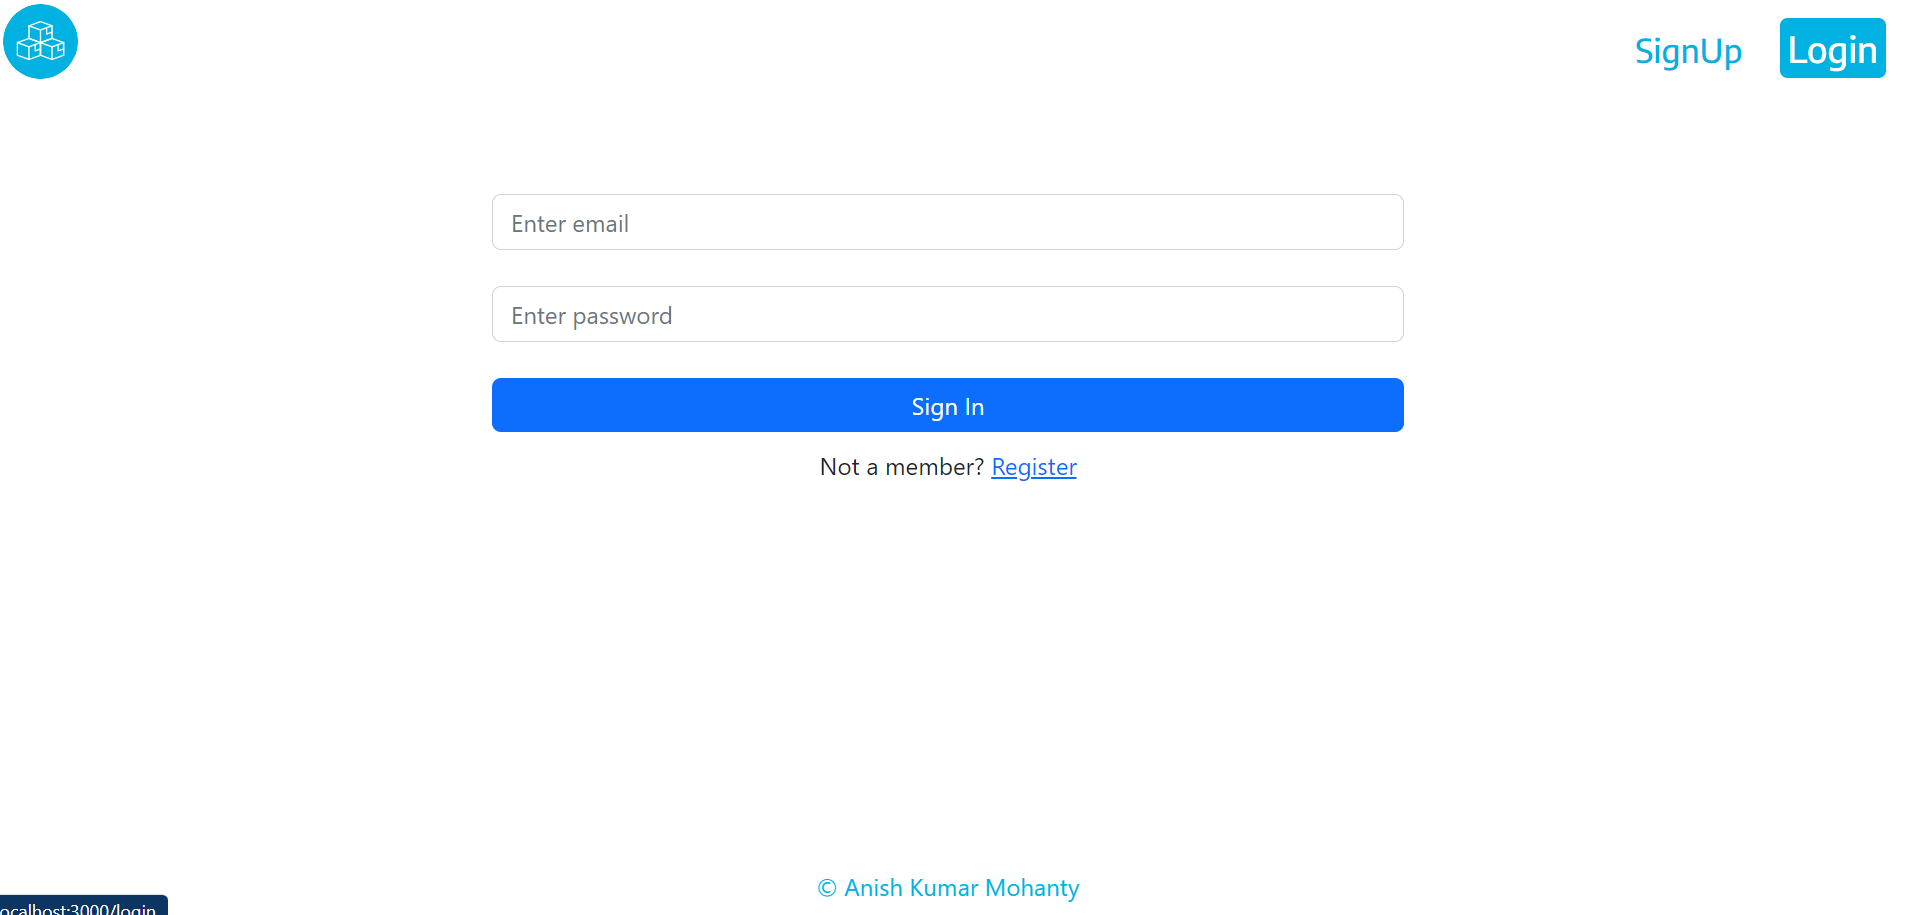 SignUp Login
Enter email
Enter password
Sign In
Not a member? Register
© Anish Kumar Mohanty
ocalhost:3000/login